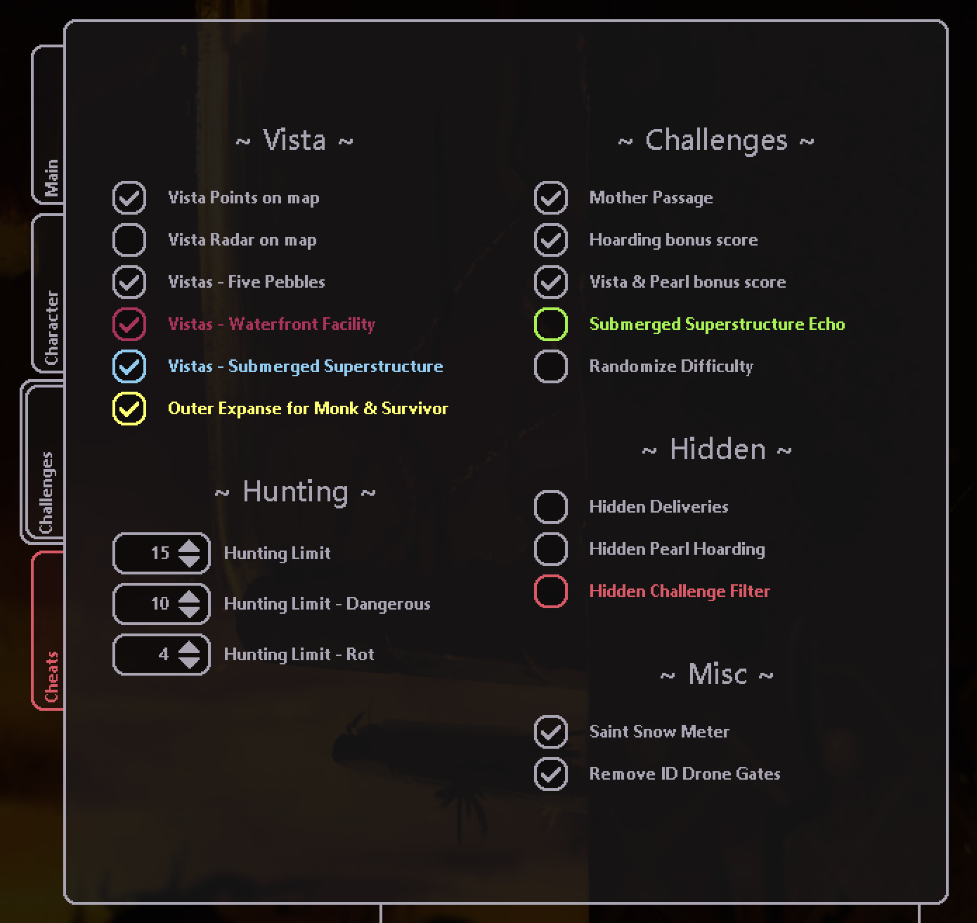 Main
Character
Challenges
Cheats
~ Vista ~
Vista Points on map
Vista Radar on map
Vistas - Five Pebbles
Vistas - Waterfront Facility
Vistas - Submerged Superstructure
Outer Expanse for Monk & Survivor
~ Hunting ~
15 Hunting Limit
10 Hunting Limit - Dangerous
4 Hunting Limit - Rot
~ Challenges ~
Mother Passage
Hoarding bonus score
Vista & Pearl bonus score
Submerged Superstructure Echo
Randomize Difficulty
~ Hidden ~
Hidden Deliveries
Hidden Pearl Hoarding
Hidden Challenge Filter
~ Misc ~
Saint Snow Meter
Remove ID Drone Gates